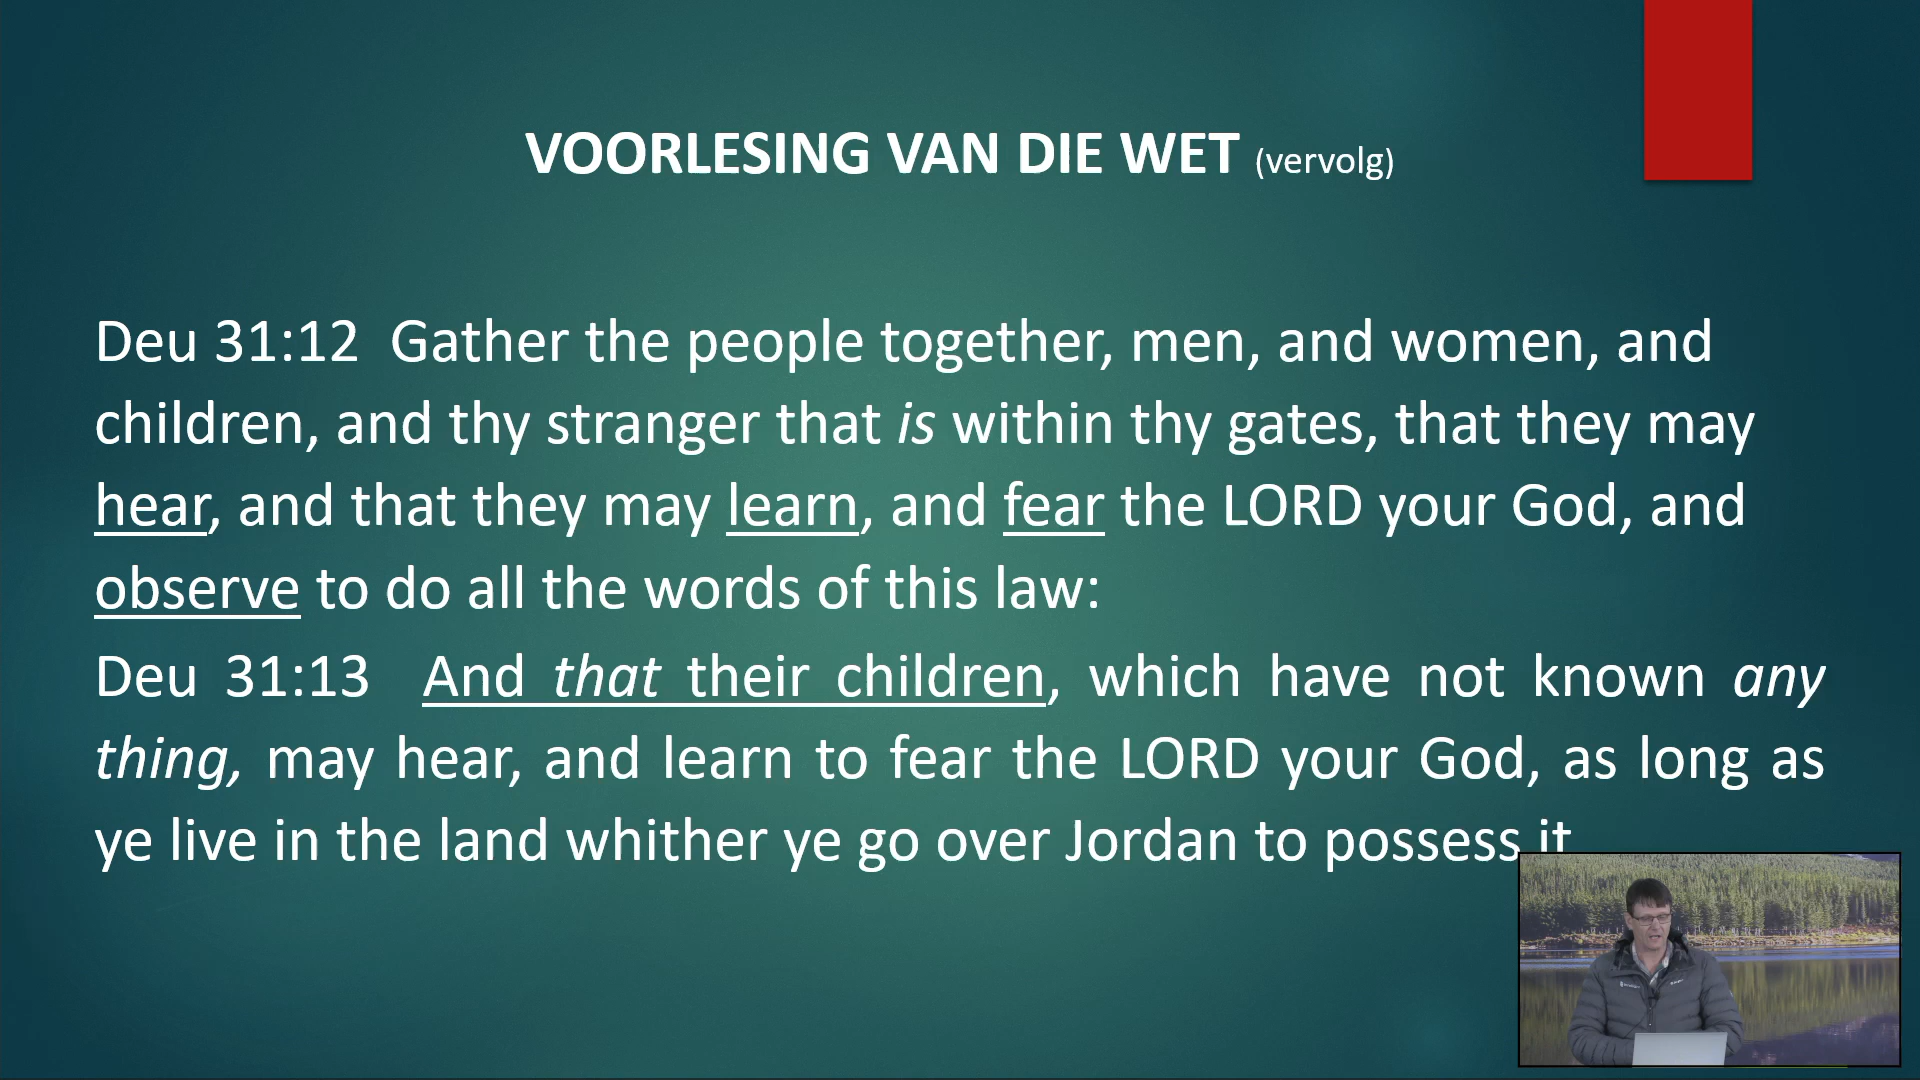 VOORLESING VAN DIE WET (vervolg)
Deu 31:12 Gather the people together, men, and women, and
children, and thy stranger that is within thy gates, that they may
hear, and that they may learn, and fear the LORD your God, and
observe to do all the words of this law:
Deu 31:13 And that their children, which have not known any
thing, may hear, and learn to fear the LORD your God, as long as
ye live in the land whither ye go over Jordan to possess it